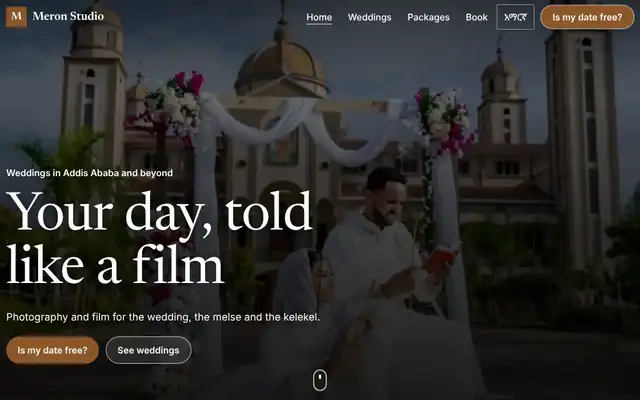 M Meron Studio
Home Weddings Packages Book አማርኛ Is my date free?
Weddings in Addis Ababa and beyond
Your day, told
like a film
Photography and film for the wedding, the melse and the kelekel.
Is my date free? See weddings